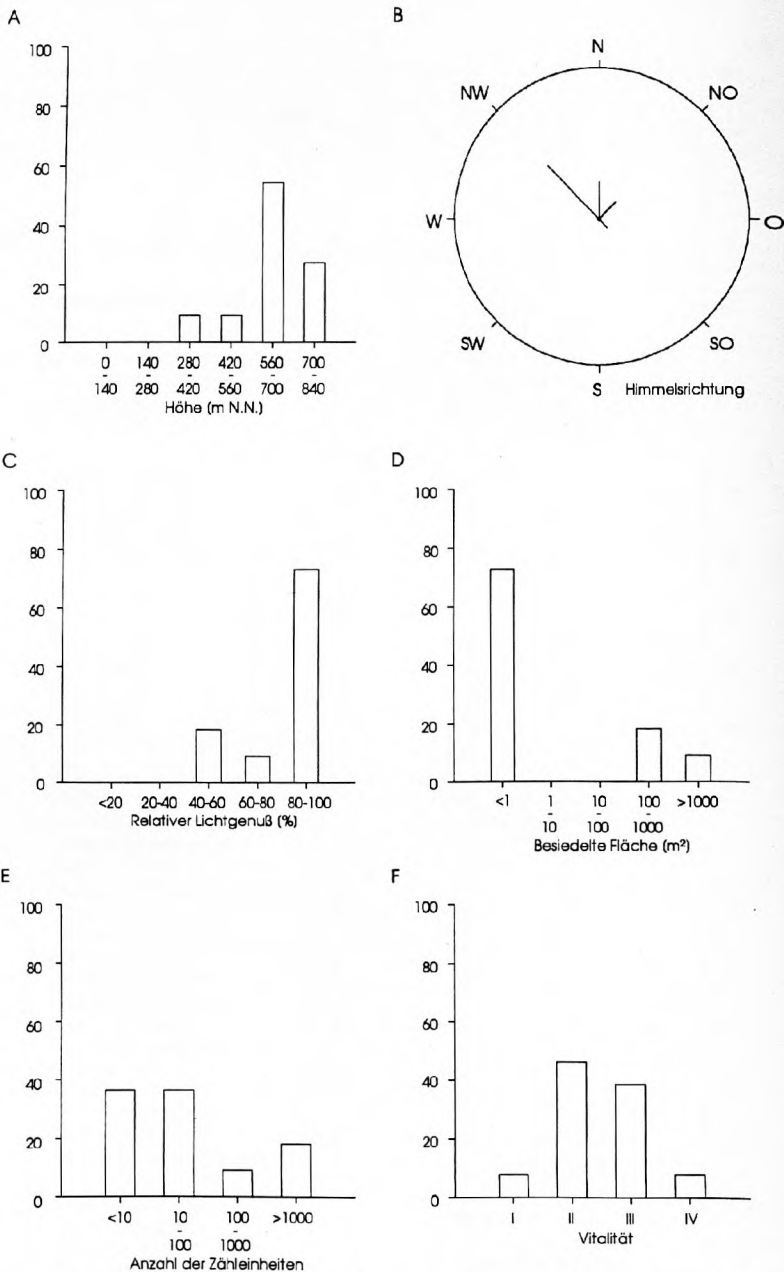 A
100
80
60
40
20
0
0 140 280 420 560 700
- - - - - -
140 280 420 560 700 840
Höhe (m N.N.)
B
N
NW NO
W O
SW SO
S Himmelsrichtung
C
100
80
60
40
20
0
<20 20-40 40-60 60-80 80-100
Relativer Lichtgenuß (%)
D
100
80
60
40
20
0
<1 1 10 100 >1000
- - -
10 100 1000
Besiedelte Fläche (m²)
E
100
80
60
40
20
0
<10 10 100 >1000
- -
100 1000
Anzahl der Zähleinheiten
F
100
80
60
40
20
0
I II III IV
Vitalität